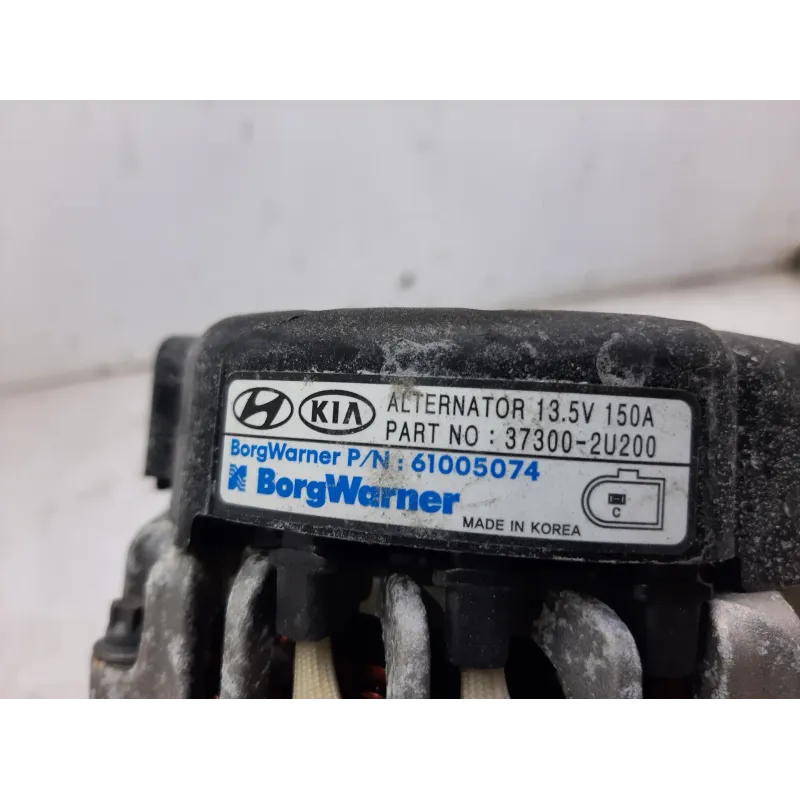 KIA ALTERNATOR 13.5V 150A
PART NO : 37300-2U200
BorgWarner P/N : 61005074
BorgWarner
MADE IN KOREA
C